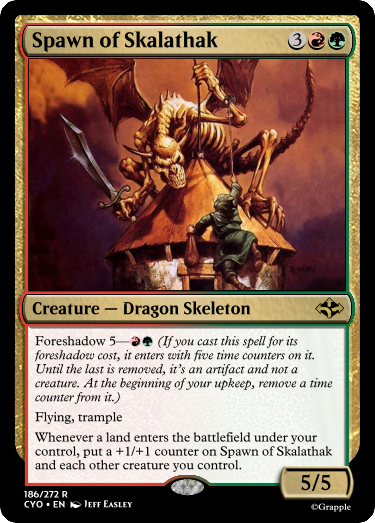 Spawn of Skalathak 3
Creature — Dragon Skeleton
Foreshadow 5— (If you cast this spell for its
foreshadow cost, it enters with five time counters on it.
Until the last is removed, it's an artifact and not a
creature. At the beginning of your upkeep, remove a time
counter from it.)
Flying, trample
Whenever a land enters the battlefield under your
control, put a +1/+1 counter on Spawn of Skalathak
and each other creature you control.
5/5
186/272 R
CYO • EN Jeff Easley
©Grapple